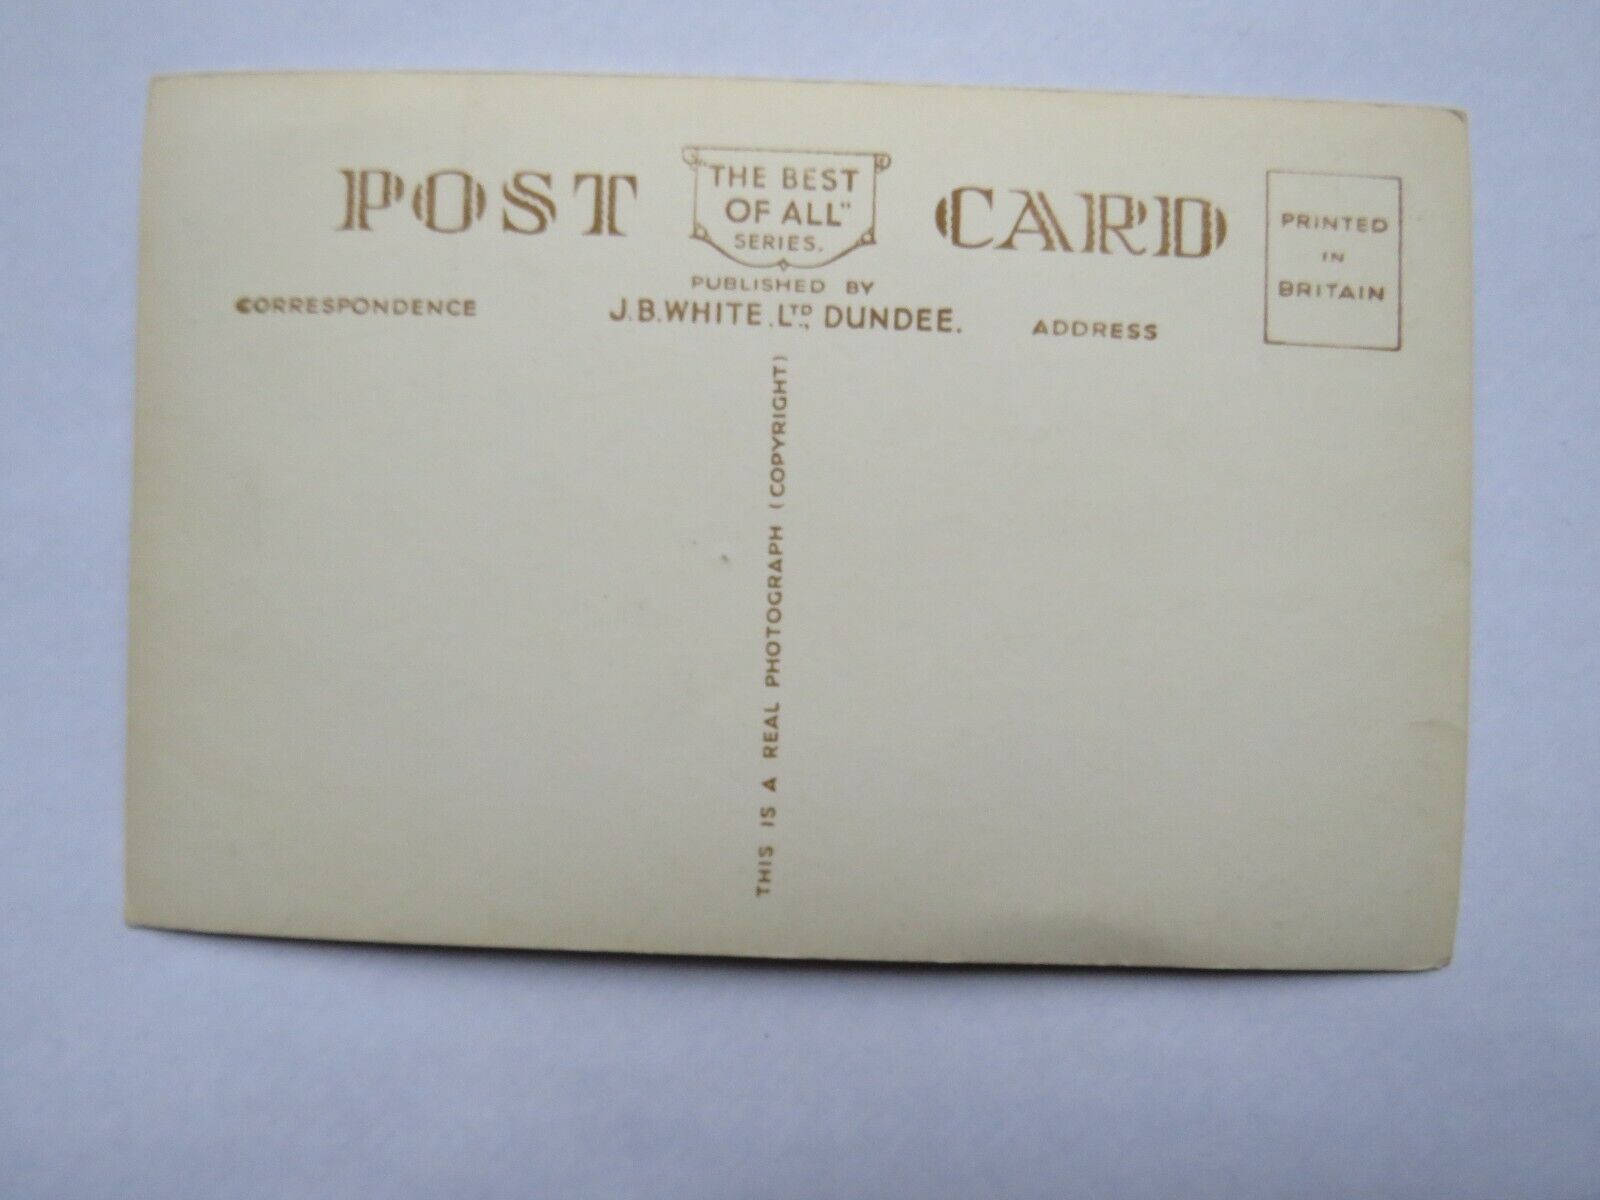 POST CARD
"THE BEST
OF ALL"
SERIES.
PUBLISHED BY
J.B.WHITE.LTD., DUNDEE.
CORRESPONDENCE
ADDRESS
PRINTED
IN
BRITAIN
THIS IS A REAL PHOTOGRAPH (COPYRIGHT)